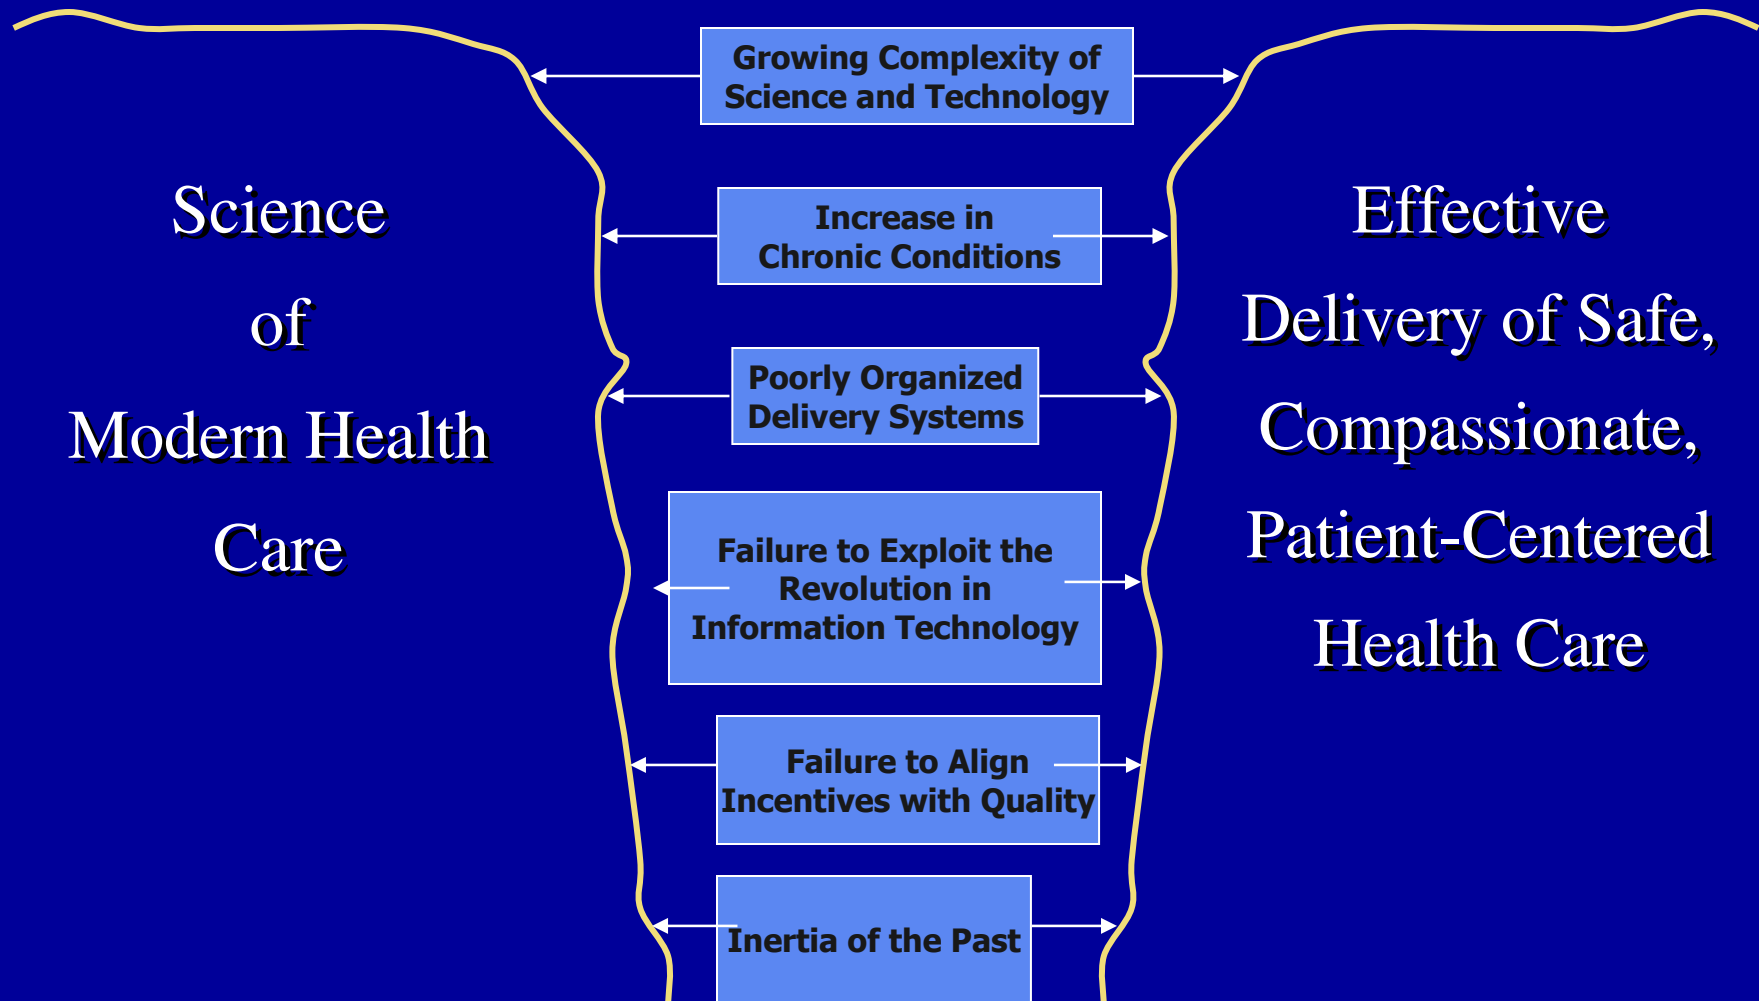 Science
of
Modern Health
Care
Growing Complexity of
Science and Technology
Increase in
Chronic Conditions
Poorly Organized
Delivery Systems
Failure to Exploit the
Revolution in
Information Technology
Failure to Align
Incentives with Quality
Inertia of the Past
Effective
Delivery of Safe,
Compassionate,
Patient-Centered
Health Care